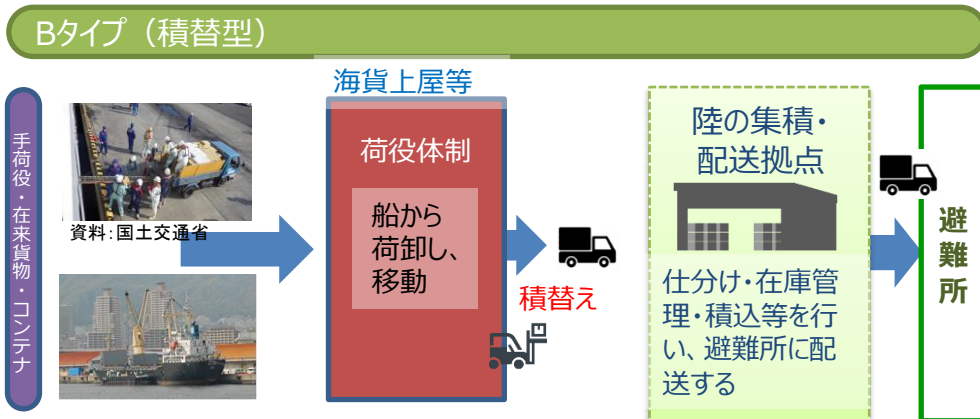 Bタイプ（積替型）
手荷役・在来貨物・コンテナ
資料：国土交通省
海貨上屋等
荷役体制
船から
荷卸し、
移動
積替え
陸の集積・
配送拠点
仕分け・在庫管
理・積込等を行
い、避難所に配
送する
避難所